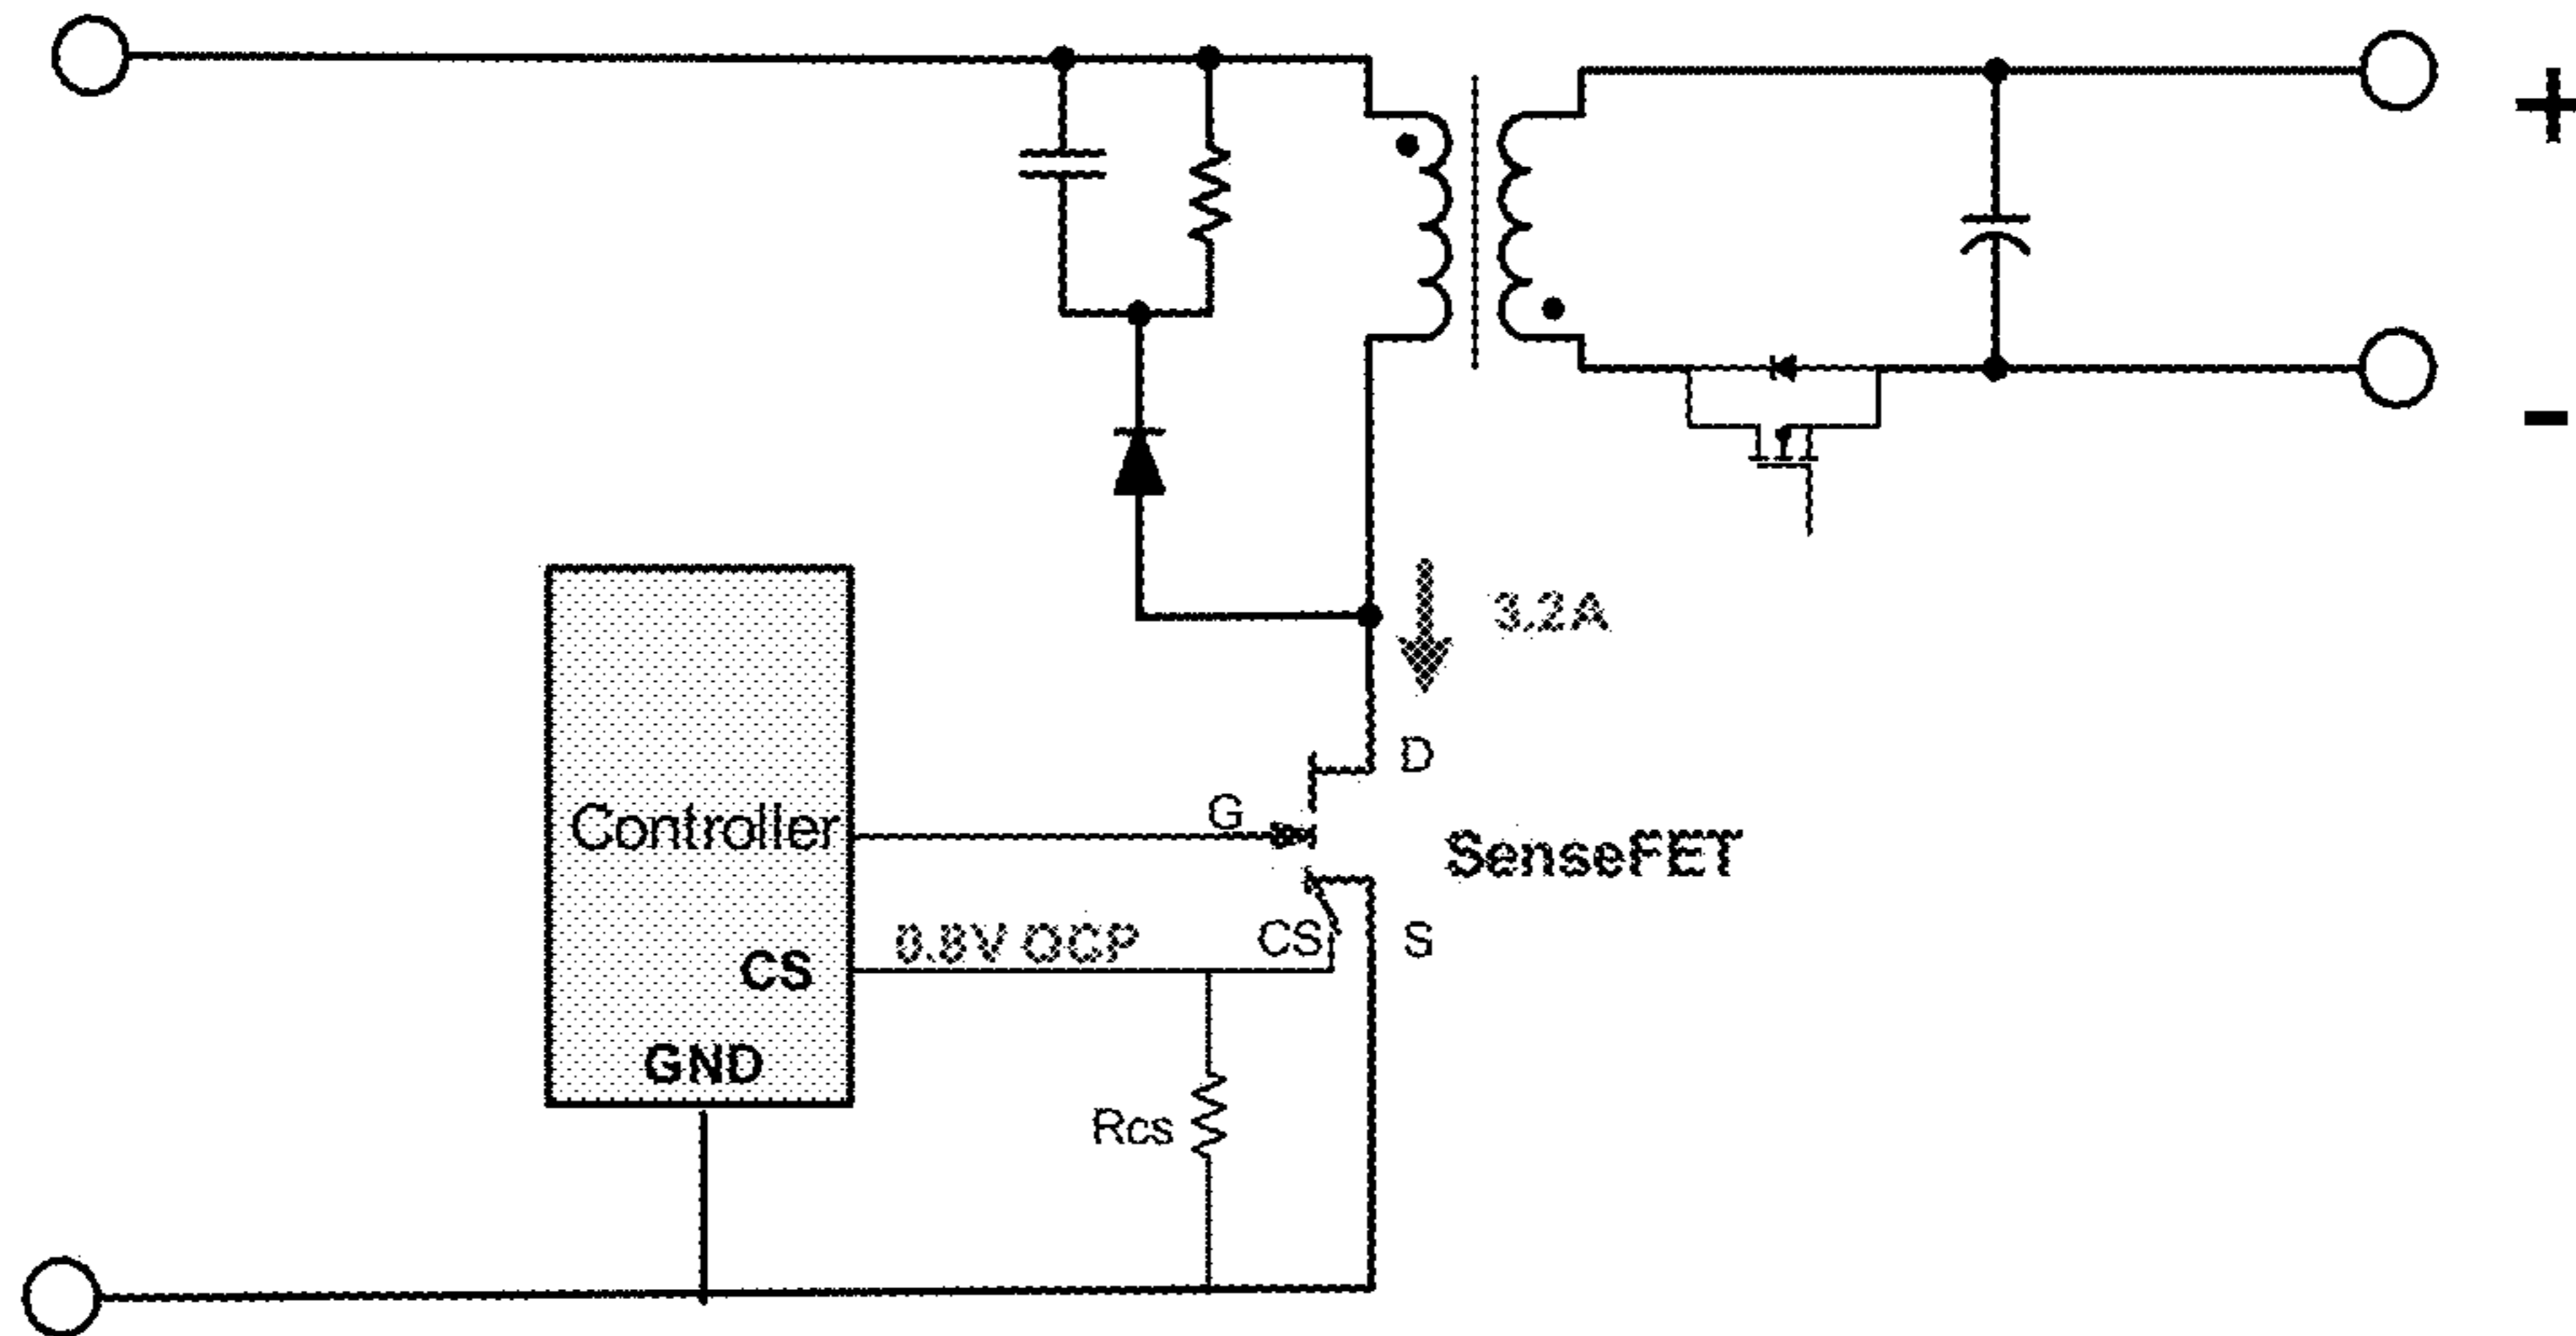 +
-
3.2A
D
G
Controller
SenseFET
0.8V OCP
CS
S
CS
GND
Rcs